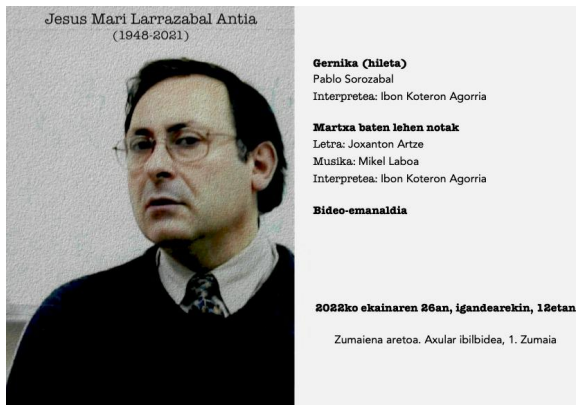 Jesus Mari Larrazabal Antia
(1948-2021)
Gernika (hileta)
Pablo Sorozabal
Interpretea: Ibon Koteron Agorria
Martxa baten lehen notak
Letra: Joxanton Artze
Musika: Mikel Laboa
Interpretea: Ibon Koteron Agorria
Bideo-emanaldia
2022ko ekainaren 26an, igandearekin, 12etan
Zumaiena aretoa. Axular ibilbidea, 1. Zumaia